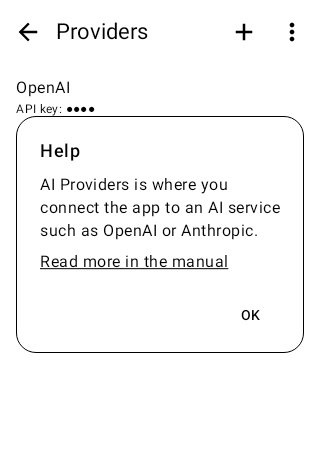 Providers
OpenAI
API key: ••••
Help
AI Providers is where you
connect the app to an AI service
such as OpenAI or Anthropic.
Read more in the manual
OK